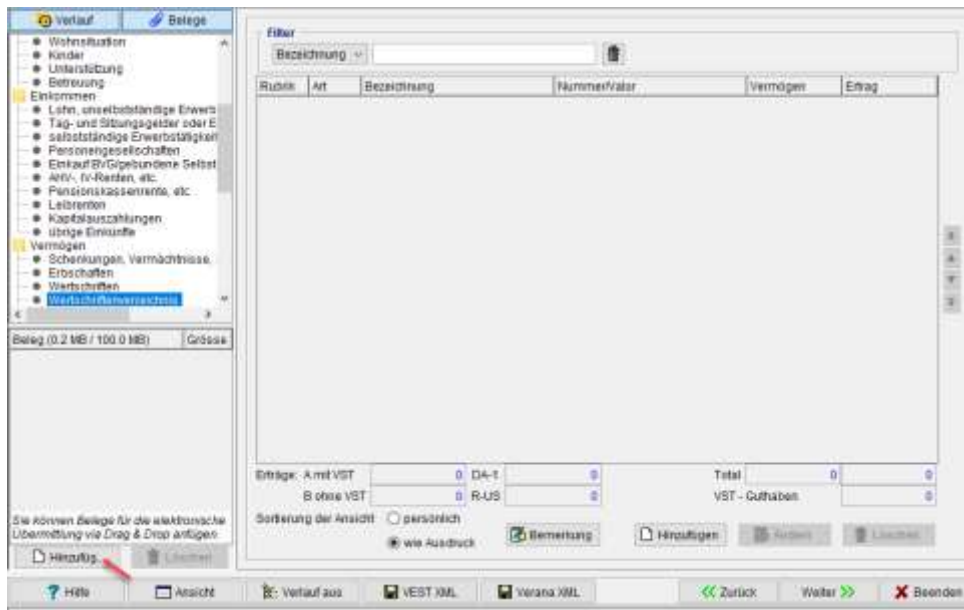 Verlauf
Belege
Wohnsituation
Kinder
Unterstützung
Betreuung
Einkommen
Lohn, unselbstständige Erwerb
Tag- und Sitzungsgelder oder E
selbstständige Erwerbstätigkeit
Personengesellschaften
Einkauf BVG/gebundene Selbst
AHV-, IV-Renten, etc.
Pensionskassenrente, etc.
Leibrenten
Kapitalauszahlungen
übrige Einkünfte
Vermögen
Schenkungen, Vermächtnisse,
Erbschaften
Wertschriften
Wertschriftenverzeichnis
Beleg (0.2 MB / 100.0 MB) Grösse
Sie können Belege für die elektronische
Übermittlung via Drag & Drop anfügen
Hinzufüg... Löschen
Filter
Bezeichnung
Rubrik Art Bezeichnung Nummer/Valor Vermögen Ertrag
Erträge: A mit VST 0 DA-1 0 Total 0 0
B ohne VST 0 R-US 0 VST - Guthaben 0
Sortierung der Ansicht persönlich
wie Ausdruck Bemerkung Hinzufügen Ändern Löschen
? Hilfe Ansicht Verlauf aus VEST XML Verana XML Zurück Weiter Beenden